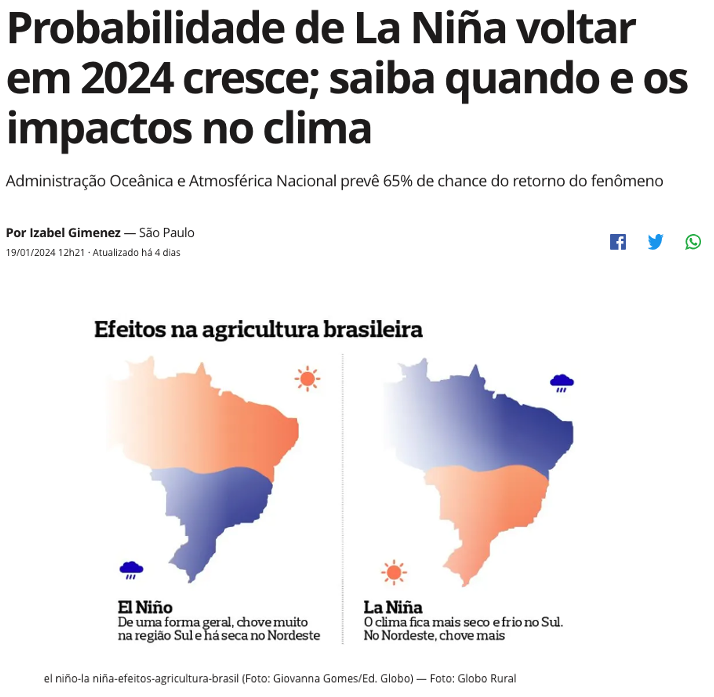 Probabilidade de La Niña voltar
em 2024 cresce; saiba quando e os
impactos no clima
Administração Oceânica e Atmosférica Nacional prevê 65% de chance do retorno do fenômeno
Por Izabel Gimenez — São Paulo
19/01/2024 12h21 · Atualizado há 4 dias
Efeitos na agricultura brasileira
El Niño
De uma forma geral, chove muito
na região Sul e há seca no Nordeste
La Niña
O clima fica mais seco e frio no Sul.
No Nordeste, chove mais
el niño-la niña-efeitos-agricultura-brasil (Foto: Giovanna Gomes/Ed. Globo) — Foto: Globo Rural